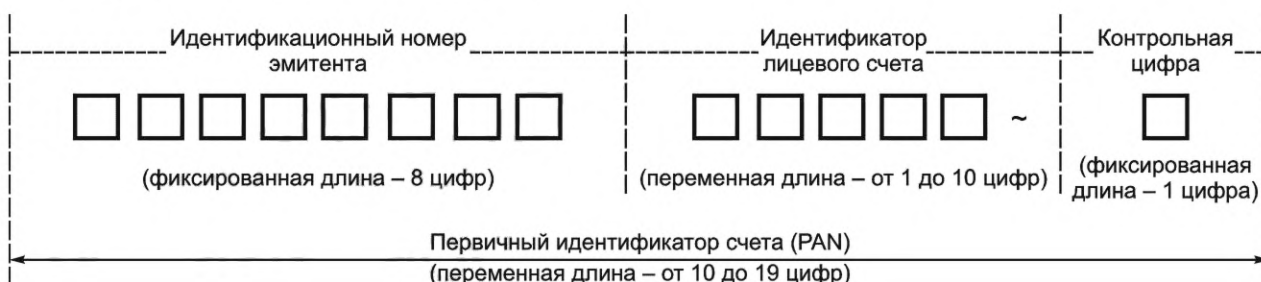 Идентификационный номер
эмитента
Идентификатор
лицевого счета
Контрольная
цифра
~
(фиксированная длина – 8 цифр)
(переменная длина – от 1 до 10 цифр)
(фиксированная
длина – 1 цифра)
Первичный идентификатор счета (PAN)
(переменная длина – от 10 до 19 цифр)